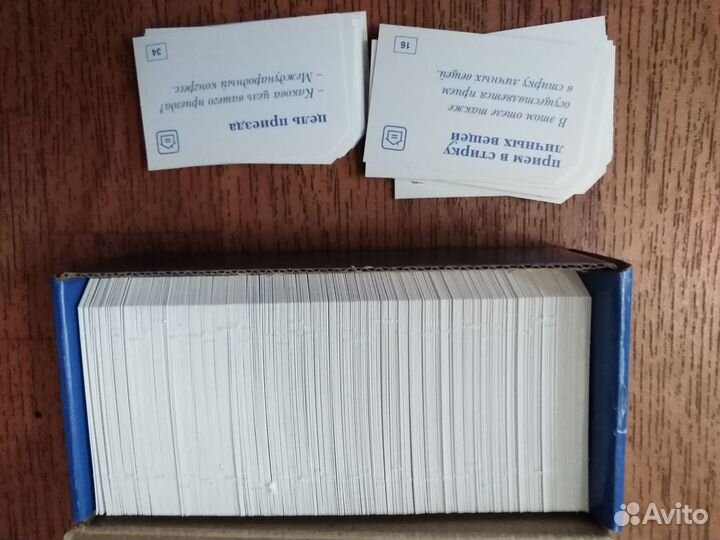 34
цель приезда
– Какова цель вашего приезда?
– Международный конгресс.
16
прием в стирку
личных вещей
В этом отеле также
осуществляется прием
в стирку личных вещей.
Avito